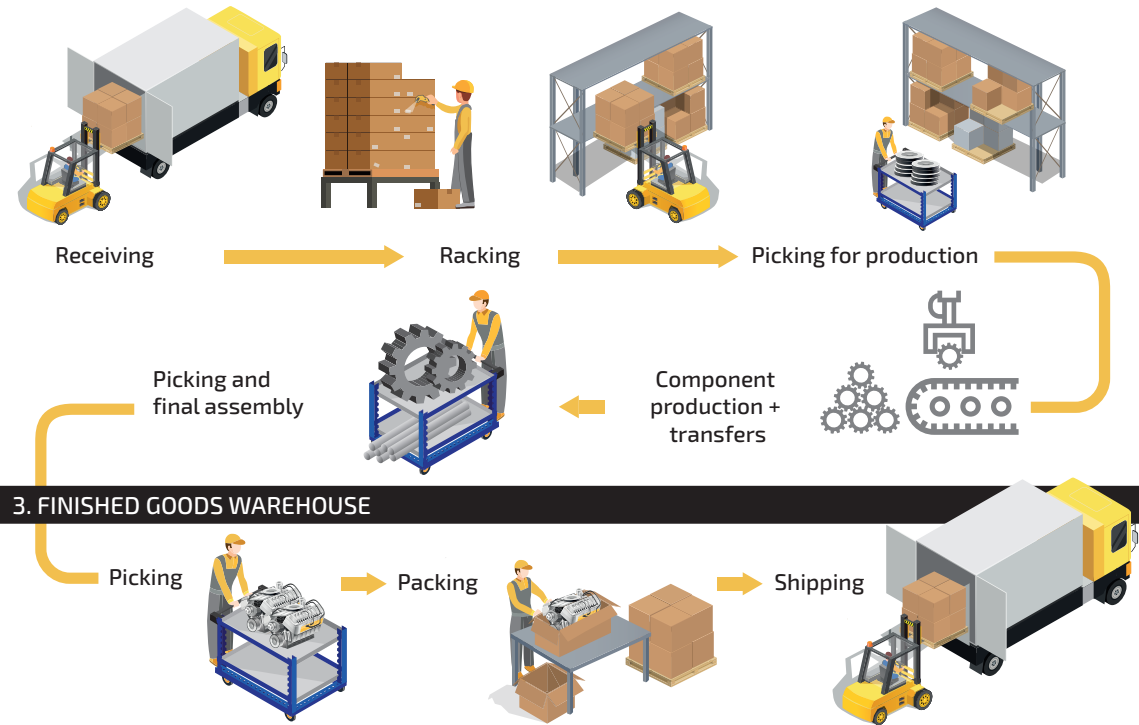 Receiving
Racking
Picking for production
Picking and
final assembly
Component
production +
transfers
3. FINISHED GOODS WAREHOUSE
Picking
Packing
Shipping